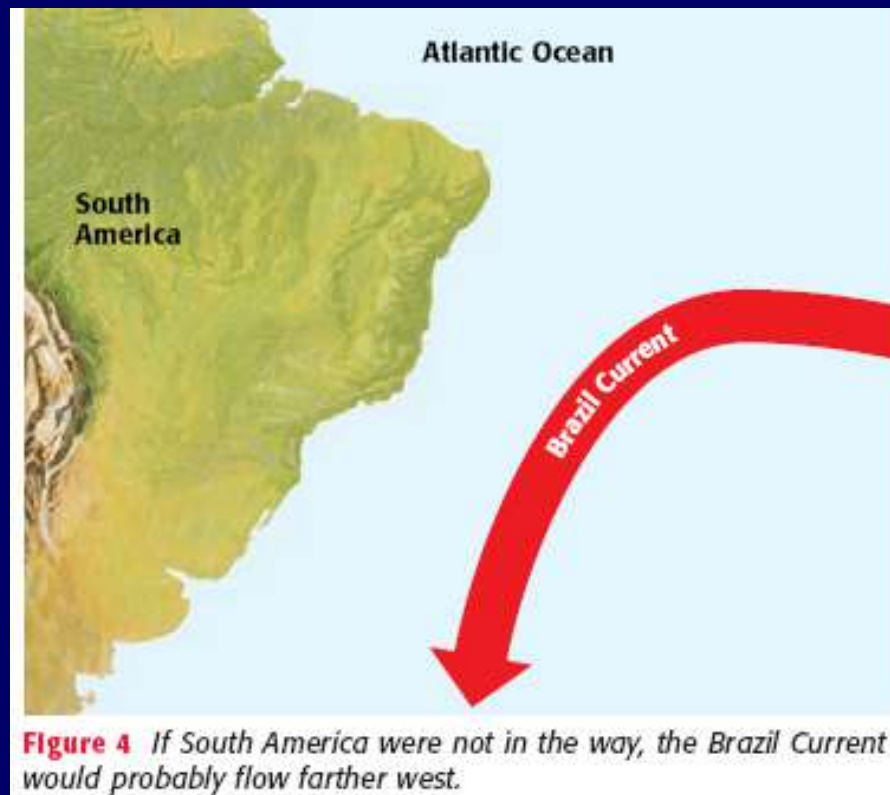 Atlantic Ocean
South
America
Brazil Current
Figure 4 If South America were not in the way, the Brazil Current
would probably flow farther west.